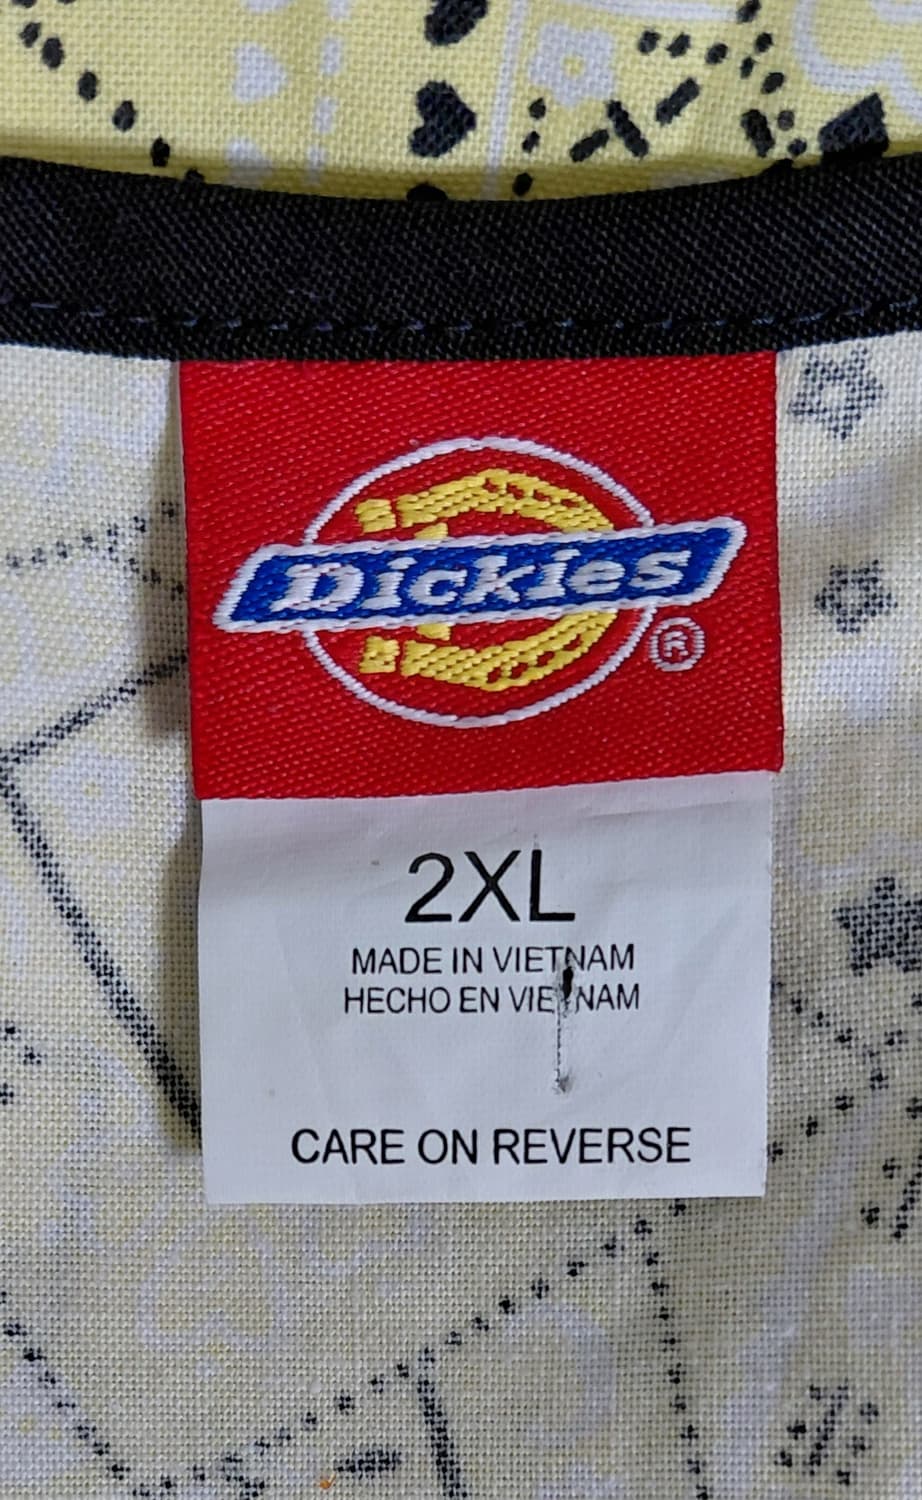 Dickies®
2XL
MADE IN VIETNAM
HECHO EN VIETNAM
CARE ON REVERSE